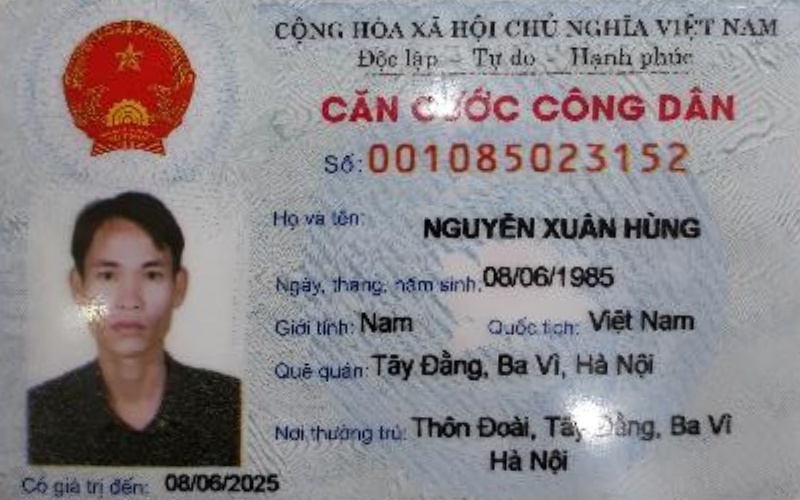 CỘNG HÒA XÃ HỘI CHỦ NGHĨA VIỆT NAM
Độc lập - Tự do - Hạnh phúc
CĂN CƯỚC CÔNG DÂN
Số: 001085023152
Họ và tên: NGUYỄN XUÂN HÙNG
Ngày, tháng, năm sinh: 08/06/1985
Giới tính: Nam Quốc tịch: Việt Nam
Quê quán: Tây Đằng, Ba Vì, Hà Nội
Nơi thường trú: Thôn Đoài, Tây Đằng, Ba Vì
Hà Nội
Có giá trị đến: 08/06/2025